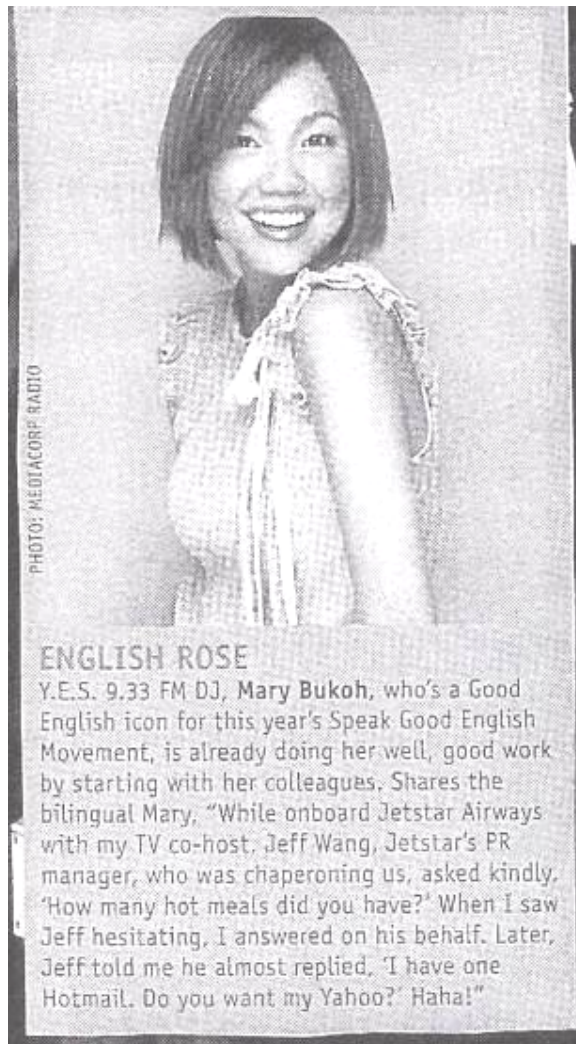 PHOTO: MEDIACORP RADIO
ENGLISH ROSE
Y.E.S. 9.33 FM DJ, Mary Bukoh, who's a Good
English icon for this year's Speak Good English
Movement, is already doing her well, good work
by starting with her colleagues. Shares the
bilingual Mary, "While onboard Jetstar Airways
with my TV co-host, Jeff Wang, Jetstar's PR
manager, who was chaperoning us, asked kindly,
'How many hot meals did you have?' When I saw
Jeff hesitating, I answered on his behalf. Later,
Jeff told me he almost replied, 'I have one
Hotmail. Do you want my Yahoo?' Haha!"